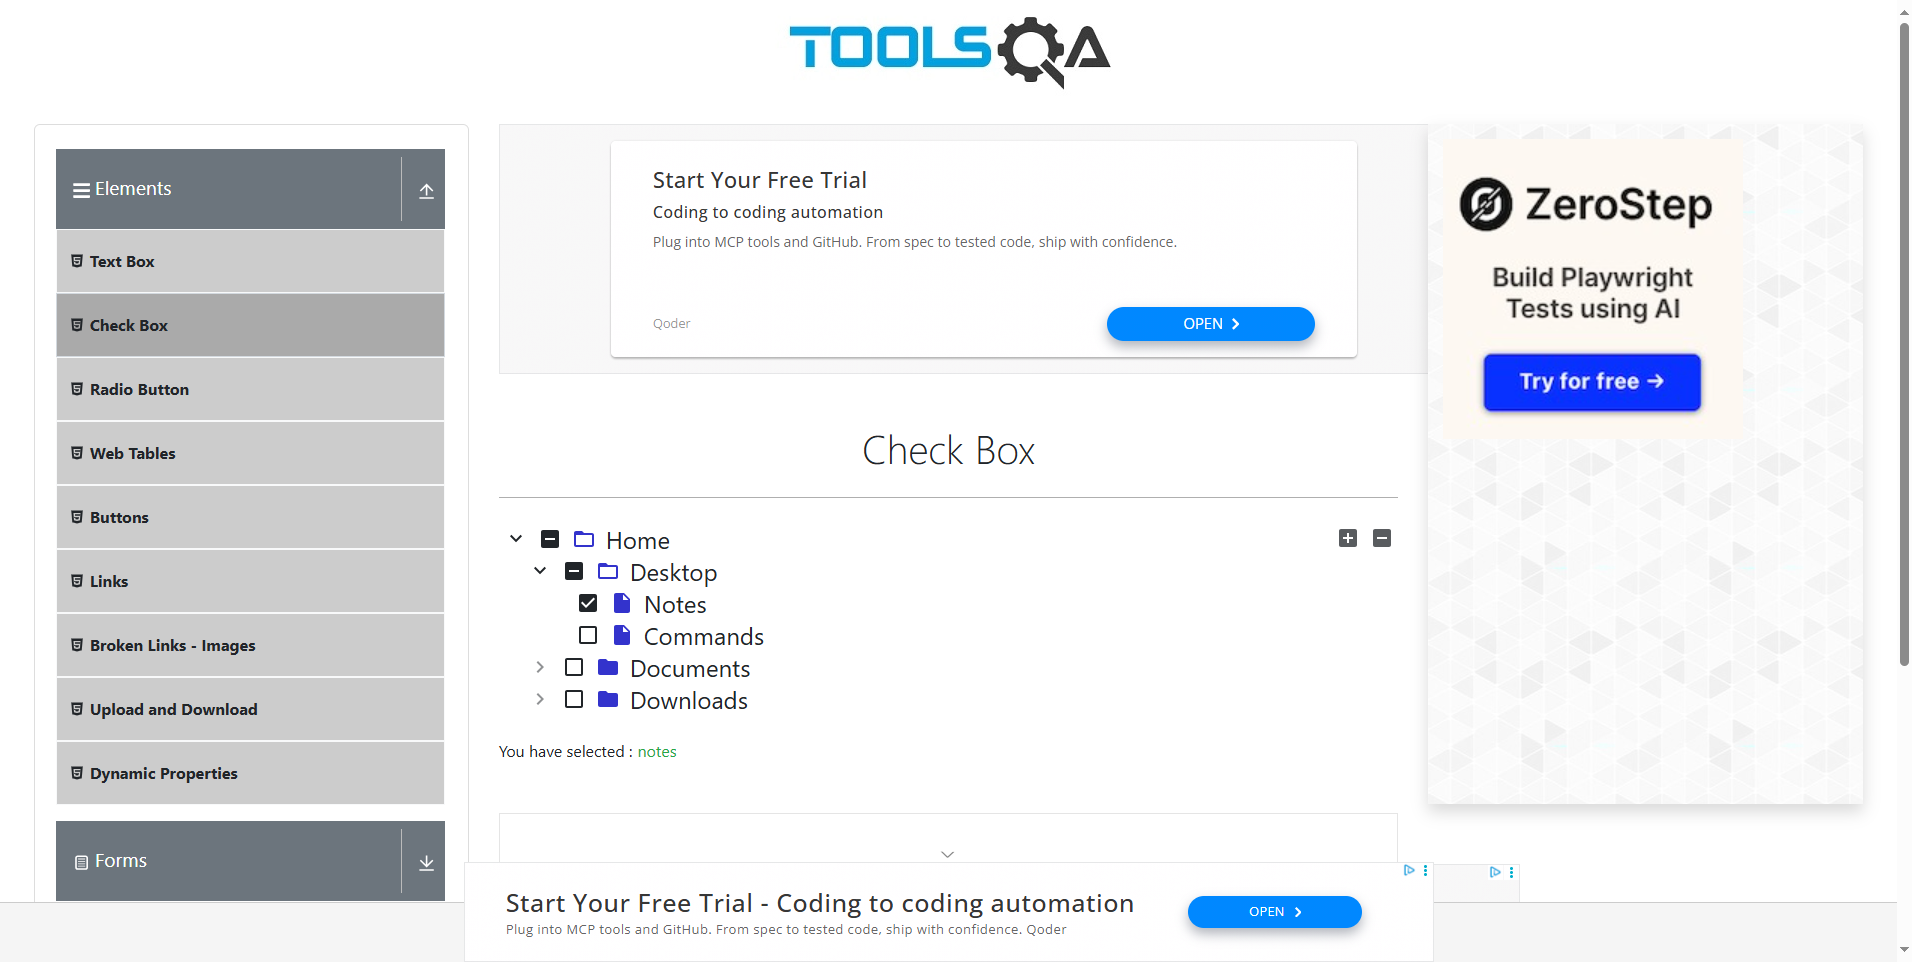 TOOLSQA
Elements
Text Box
Check Box
Radio Button
Web Tables
Buttons
Links
Broken Links - Images
Upload and Download
Dynamic Properties
Forms
Start Your Free Trial
Coding to coding automation
Plug into MCP tools and GitHub. From spec to tested code, ship with confidence.
Qoder
OPEN
Check Box
Home
Desktop
Notes
Commands
Documents
Downloads
You have selected : notes
ZeroStep
Build Playwright
Tests using AI
Try for free →
Start Your Free Trial - Coding to coding automation
Plug into MCP tools and GitHub. From spec to tested code, ship with confidence. Qoder
OPEN